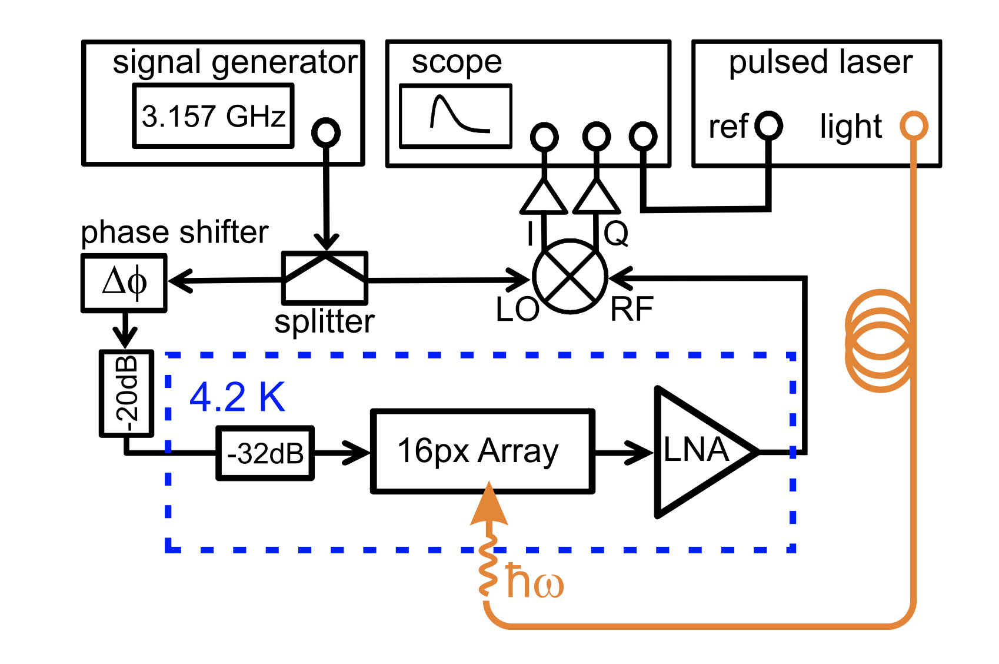 signal generator
3.157 GHz
scope
pulsed laser
ref
light
phase shifter
Δϕ
splitter
I
Q
LO
RF
-20dB
4.2 K
-32dB
16px Array
LNA
ħω